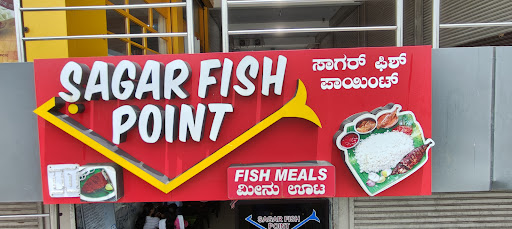 SAGAR FISH
POINT
ಸಾಗರ್ ಫಿಶ್
ಪಾಯಿಂಟ್
FISH MEALS
ಮೀನು ಊಟ
SAGAR FISH
POINT